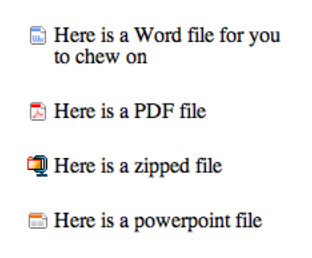 Here is a Word file for you
to chew on
Here is a PDF file
Here is a zipped file
Here is a powerpoint file